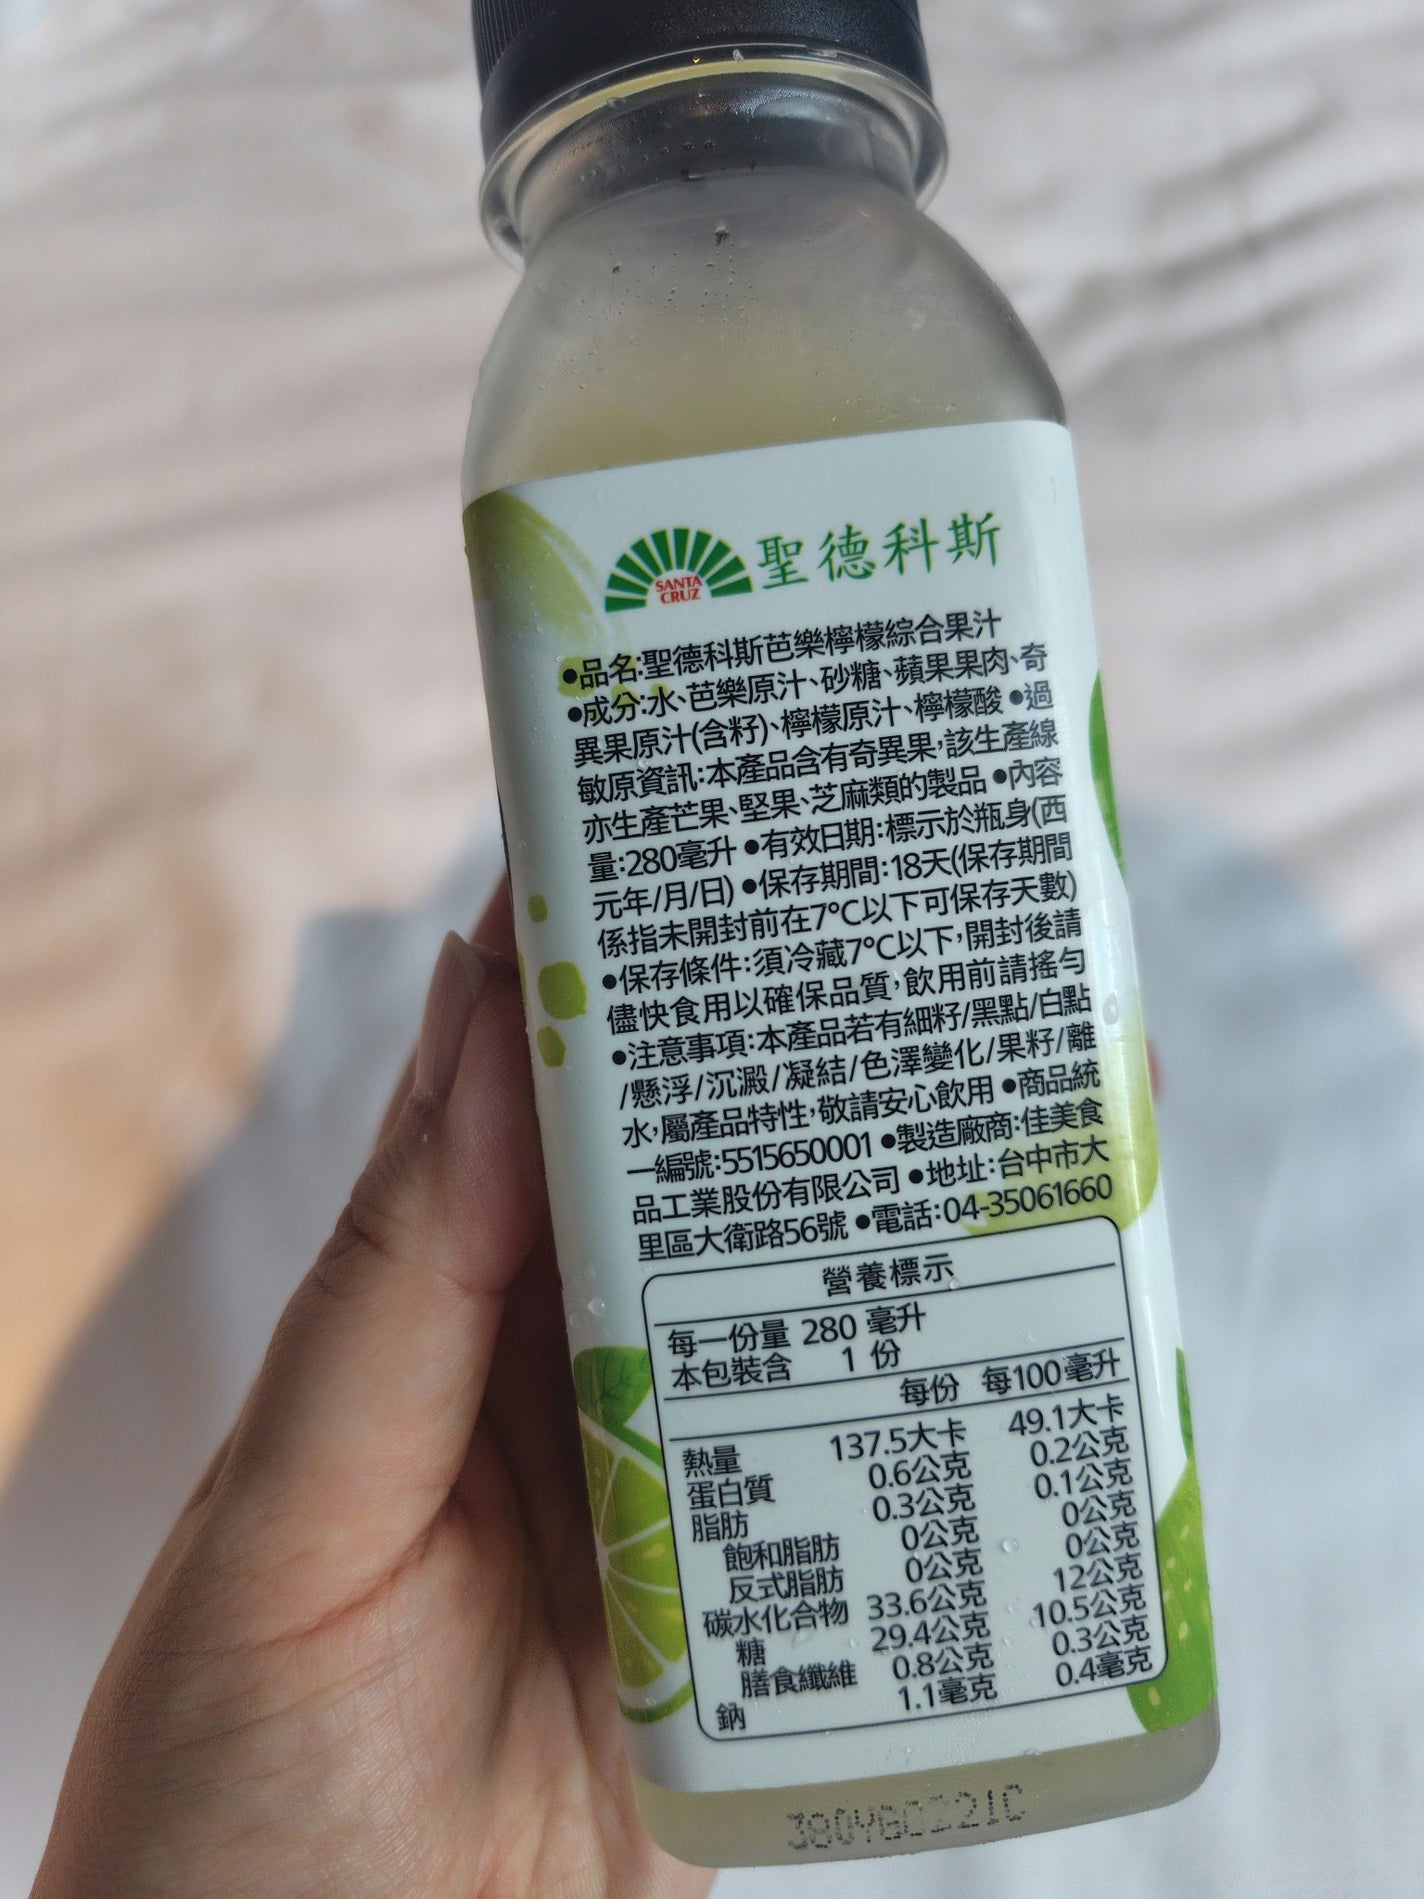 SANTA
CRUZ
聖德科斯
●品名:聖德科斯芭樂檸檬綜合果汁
●成分:水、芭樂原汁、砂糖、蘋果果肉、奇
異果原汁(含籽)、檸檬原汁、檸檬酸 ●過
敏原資訊:本產品含有奇異果,該生產線
亦生產芒果、堅果、芝麻類的製品 ●內容
量:280毫升 ●有效日期:標示於瓶身(西
元年/月/日) ●保存期間:18天(保存期間
係指未開封前在7°C以下可保存天數)
●保存條件:須冷藏7°C以下,開封後請
儘快食用以確保品質,飲用前請搖勻
●注意事項:本產品若有細籽/黑點/白點
/懸浮/沉澱/凝結/色澤變化/果籽/離
水,屬產品特性,敬請安心飲用 ●商品統
一編號:5515650001 ●製造廠商:佳美食
品工業股份有限公司 ●地址:台中市大
里區大衛路56號 ●電話:04-35061660
營養標示
每一份量 280 毫升
本包裝含 1 份
每份 每100毫升
熱量 137.5大卡 49.1大卡
蛋白質 0.6公克 0.2公克
脂肪 0.3公克 0.1公克
飽和脂肪 0公克 0公克
反式脂肪 0公克 0公克
碳水化合物 33.6公克 12公克
糖 29.4公克 10.5公克
膳食纖維 0.8公克 0.3公克
鈉 1.1毫克 0.4毫克